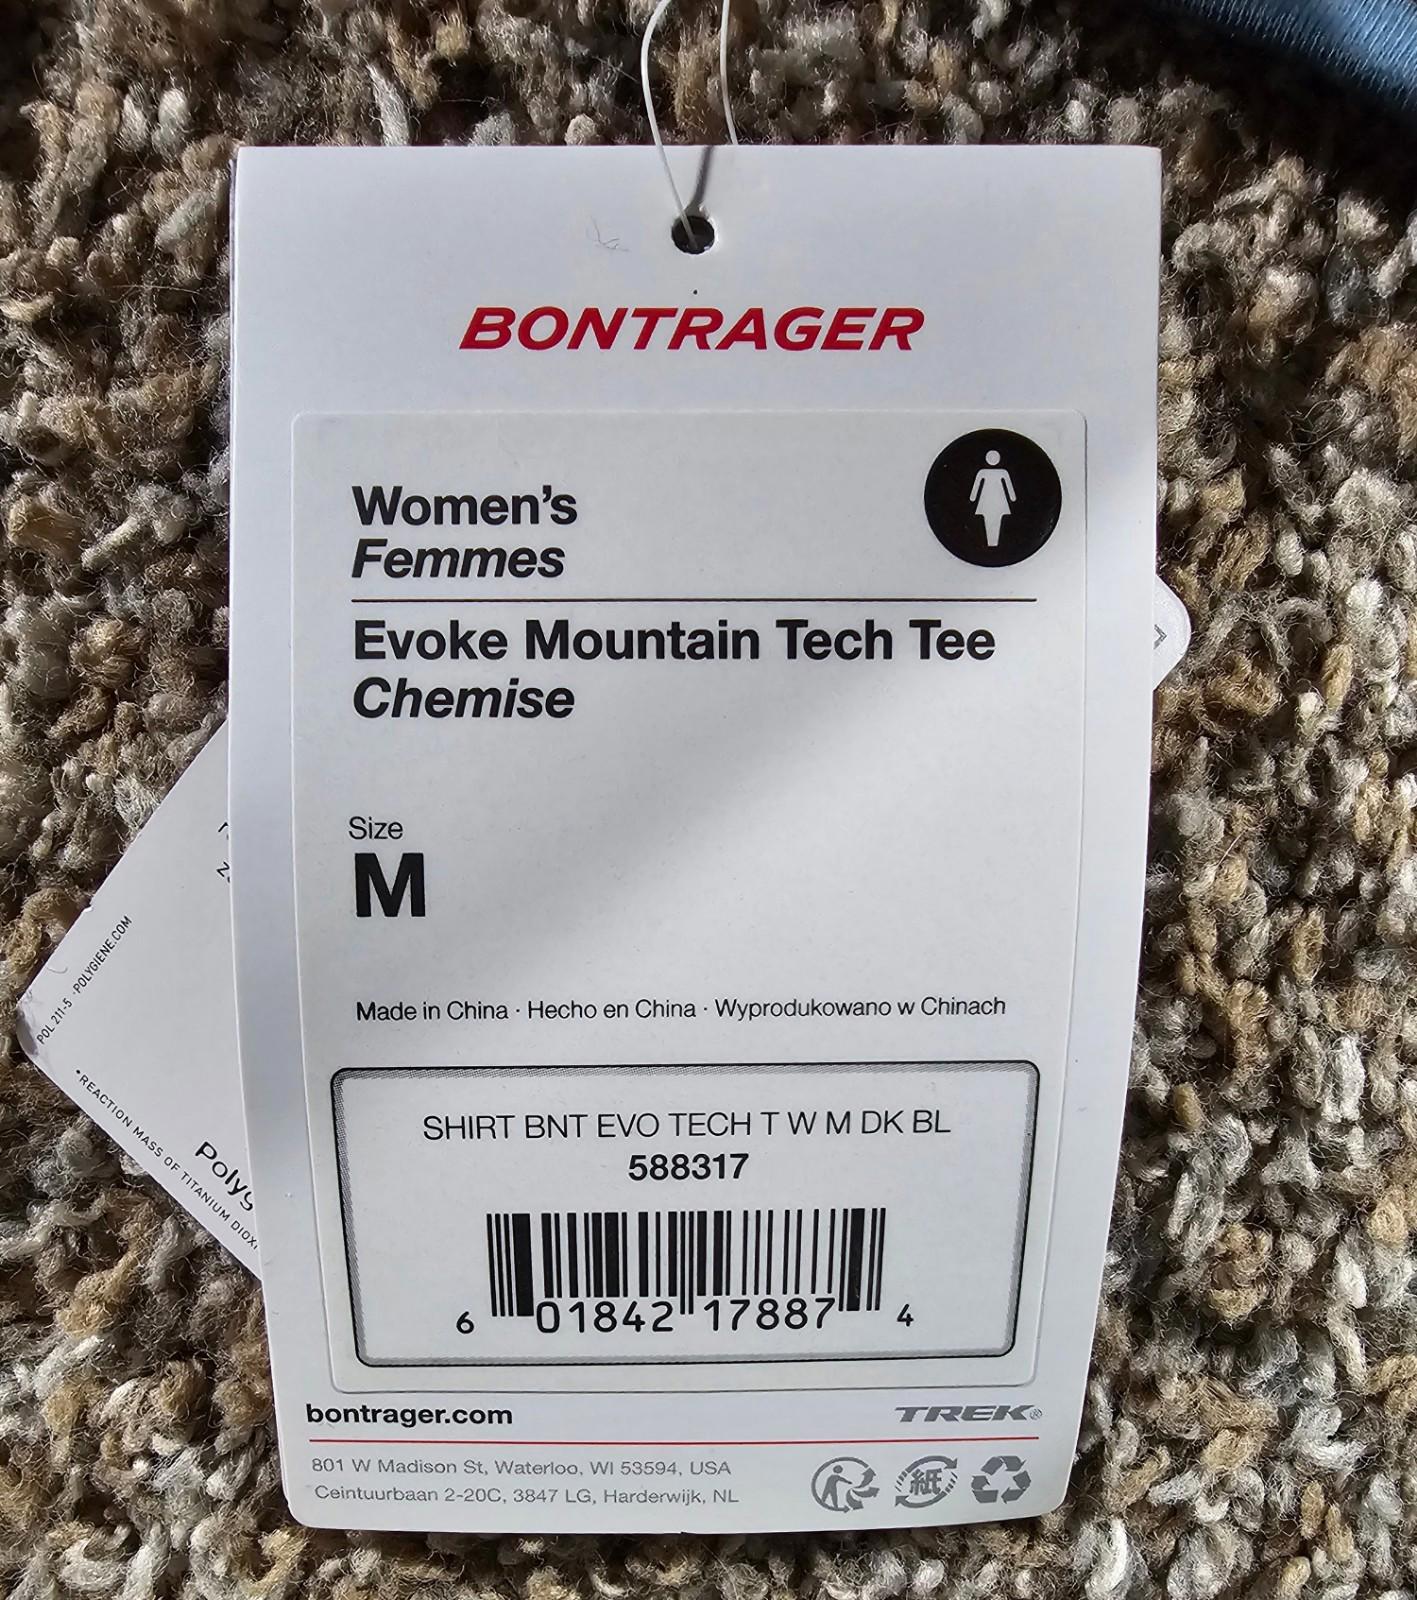 BONTRAGER
Women's
Femmes
Evoke Mountain Tech Tee
Chemise
Size
M
Made in China · Hecho en China · Wyprodukowano w Chinach
SHIRT BNT EVO TECH T W M DK BL
588317
6 01842 17887 4
bontrager.com
TREK®
801 W Madison St, Waterloo, WI 53594, USA
Ceintuurbaan 2-20C, 3847 LG, Harderwijk, NL
紙
POL 211-5 ·POLYGIENE.COM
*REACTION MASS OF TITANIUM